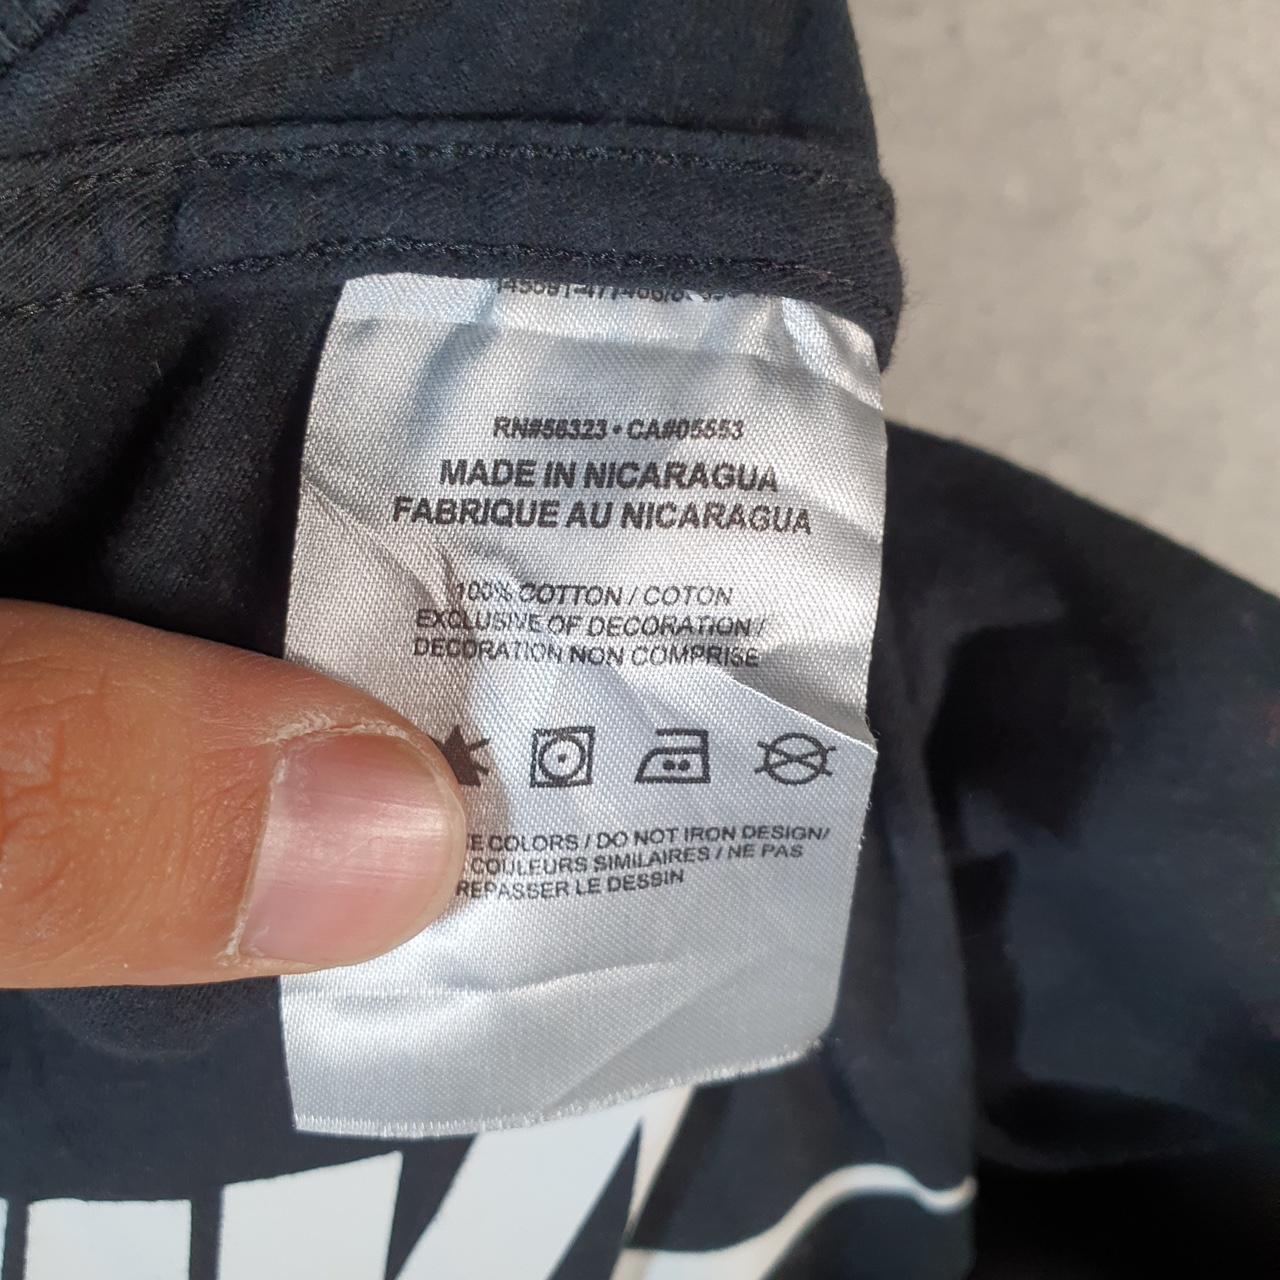 RN#56323 • CA#05553
MADE IN NICARAGUA
FABRIQUE AU NICARAGUA
100% COTTON / COTON
EXCLUSIVE OF DECORATION /
DECORATION NON COMPRISE
COLORS / DO NOT IRON DESIGN/
COULEURS SIMILAIRES / NE PAS
REPASSER LE DESSIN